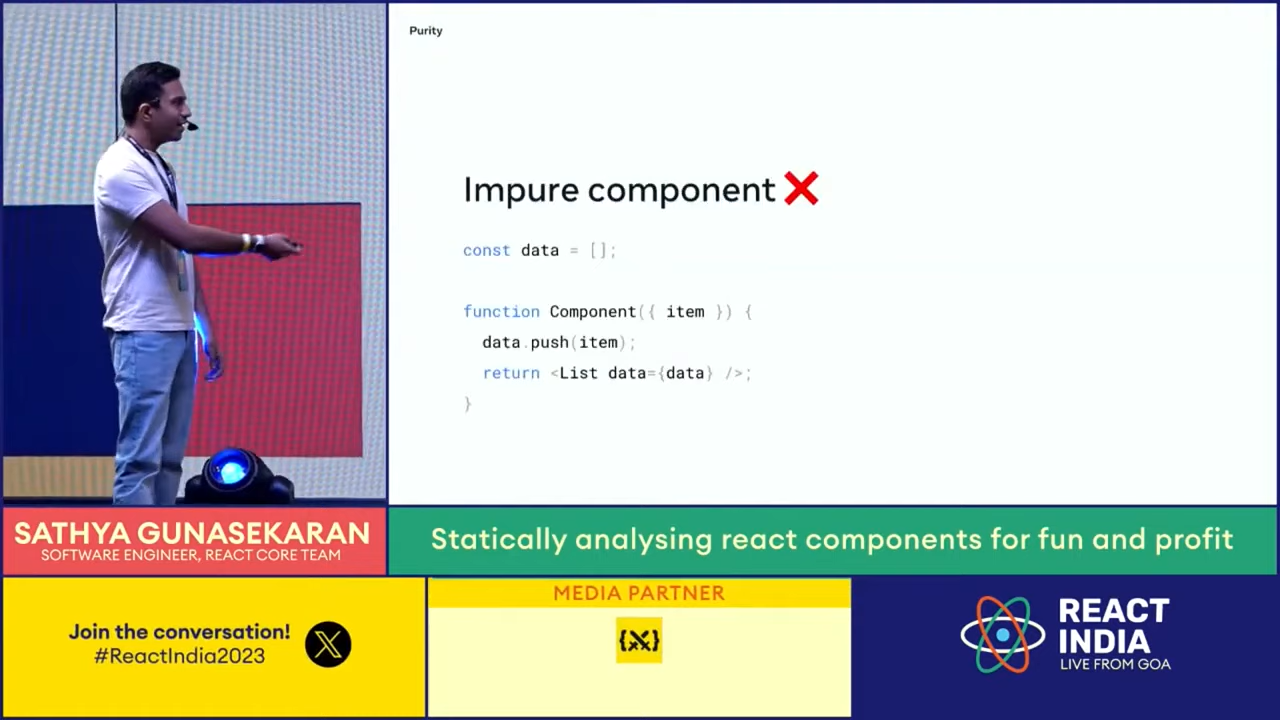 Purity
Impure component ❌
const data = [];
function Component({ item }) {
  data.push(item);
  return <List data={data} />;
}
SATHYA GUNASEKARAN
SOFTWARE ENGINEER, REACT CORE TEAM
Statically analysing react components for fun and profit
Join the conversation!
#ReactIndia2023
MEDIA PARTNER
REACT
INDIA
LIVE FROM GOA